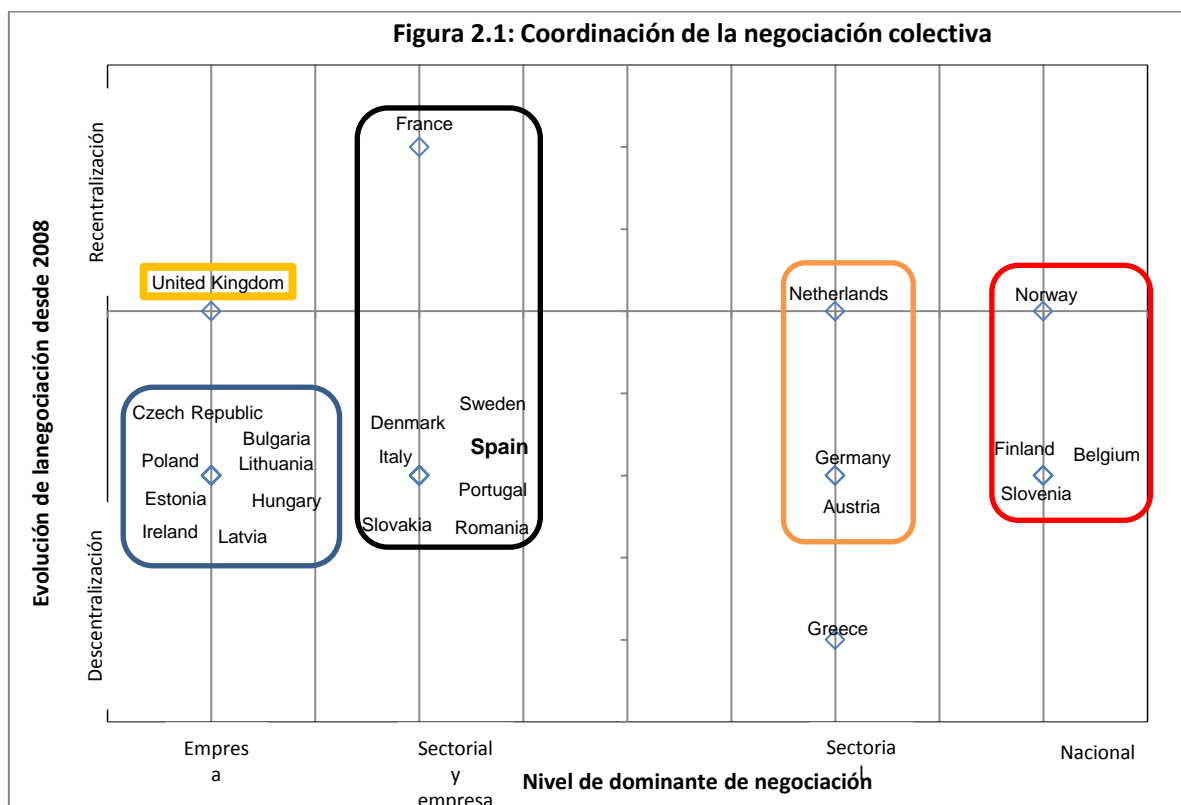 Figura 2.1: Coordinación de la negociación colectiva
Evolución de lanegociación desde 2008
Recentralización
Descentralización
France
United Kingdom
Netherlands
Norway
Czech Republic
Bulgaria
Poland
Lithuania
Estonia
Hungary
Ireland
Latvia
Sweden
Denmark
Spain
Italy
Portugal
Slovakia
Romania
Germany
Austria
Finland
Belgium
Slovenia
Greece
Empres
a
Sectorial
y
empresa
Sectoria
l
Nacional
Nivel de dominante de negociación